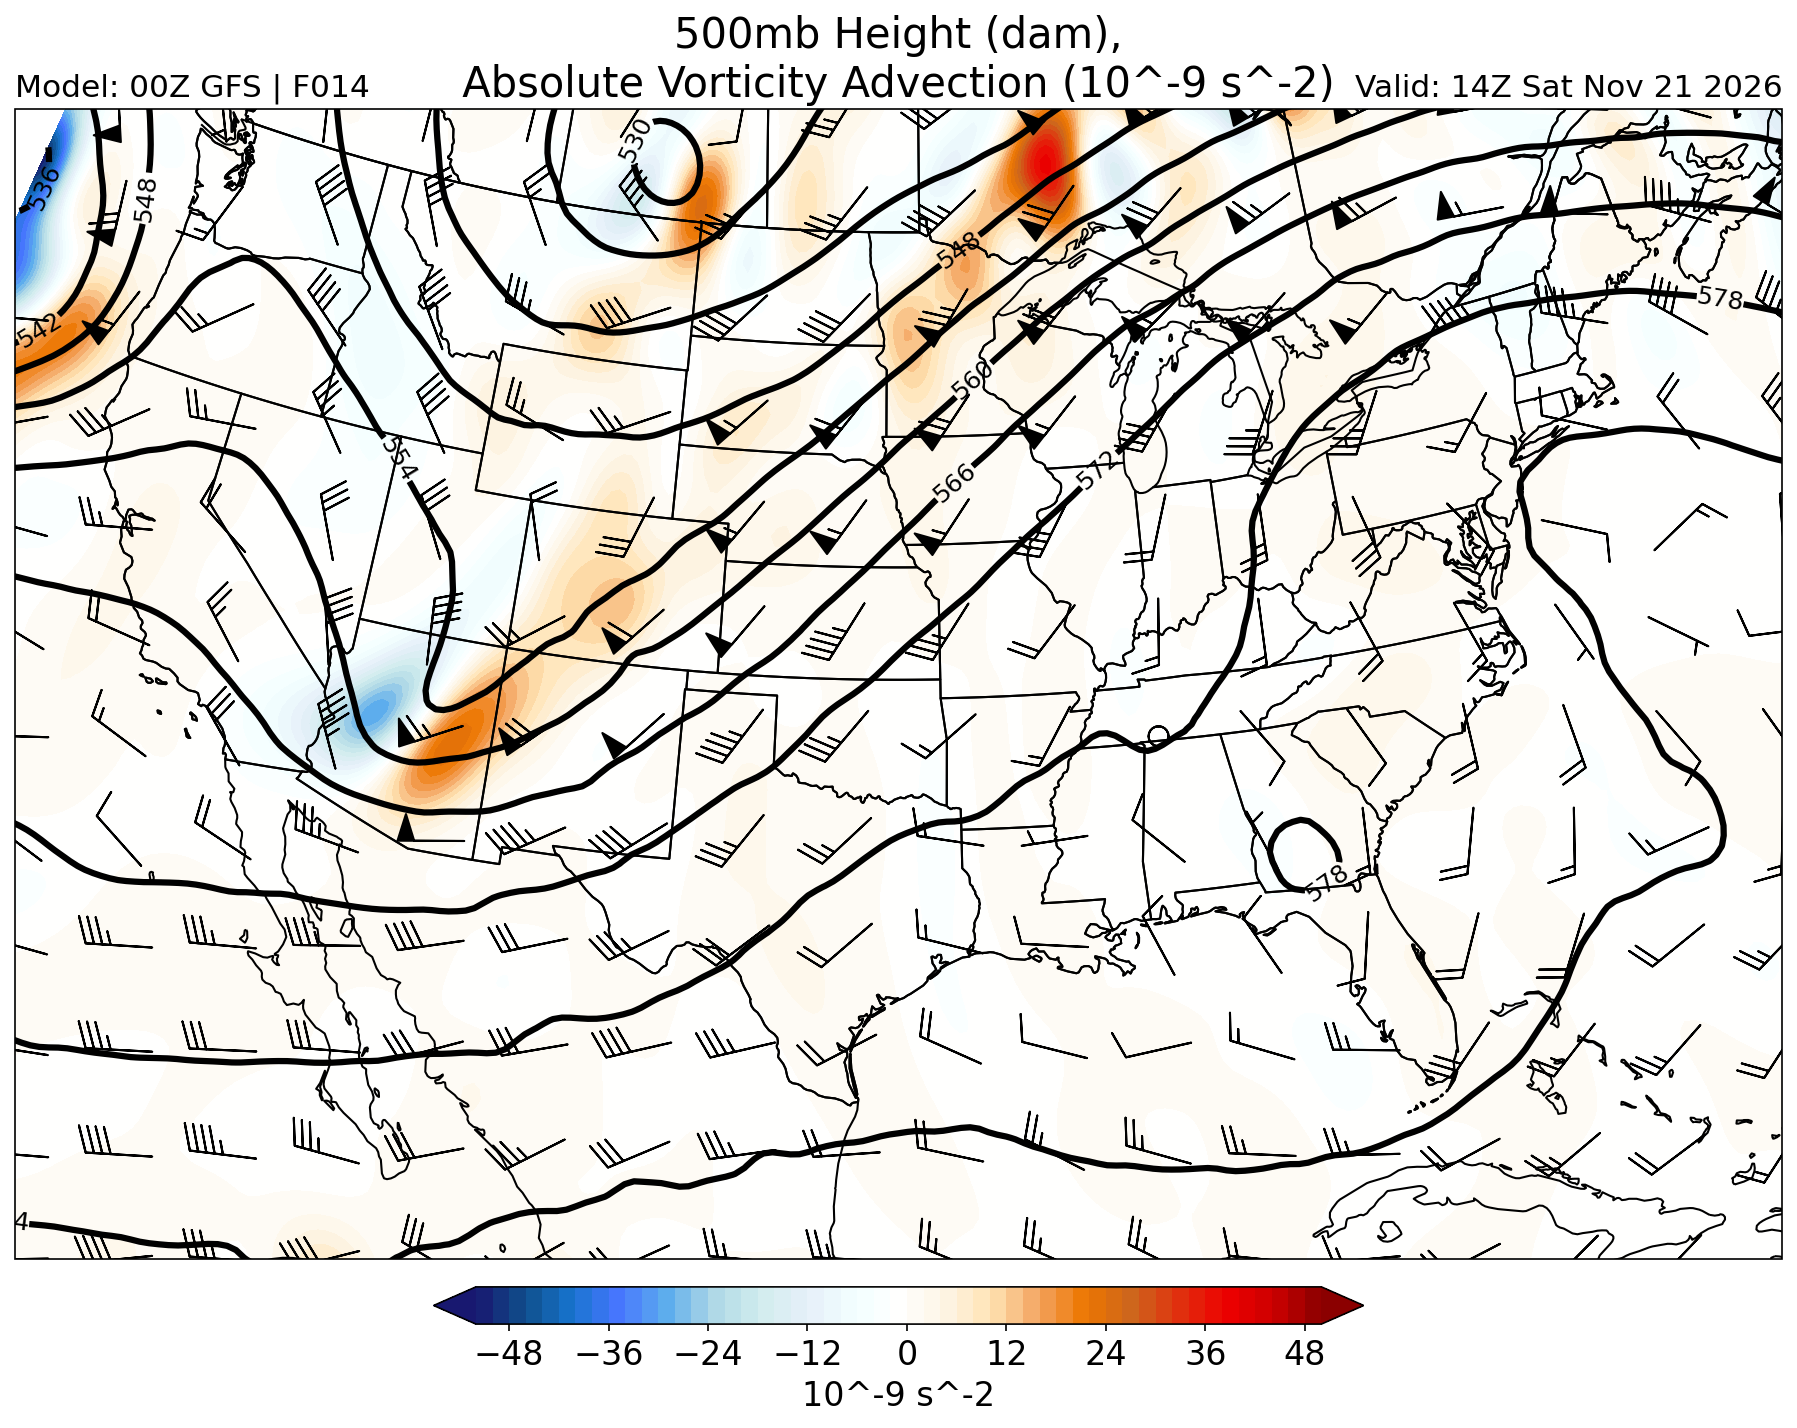 500mb Height (dam),
Model: 00Z GFS | F014
Absolute Vorticity Advection (10^-9 s^-2)
Valid: 14Z Sat Nov 21 2026
530
536
548
548
542
578
560
554
566
572
578
4
−48 −36 −24 −12 0 12 24 36 48
10^-9 s^-2